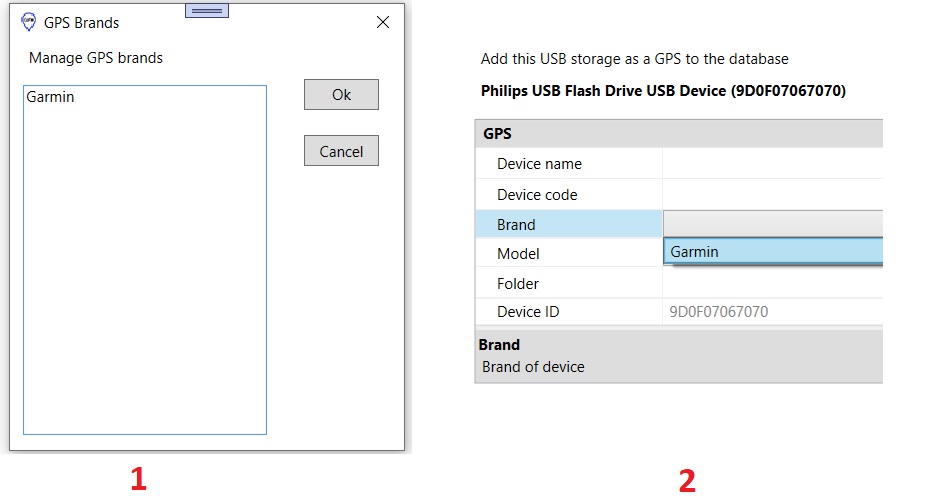 GPS Brands
Manage GPS brands
Garmin
Ok
Cancel
1
Add this USB storage as a GPS to the database
Philips USB Flash Drive USB Device (9D0F07067070)
GPS
Device name
Device code
Brand
Model
Garmin
Folder
Device ID 9D0F07067070
Brand
Brand of device
2